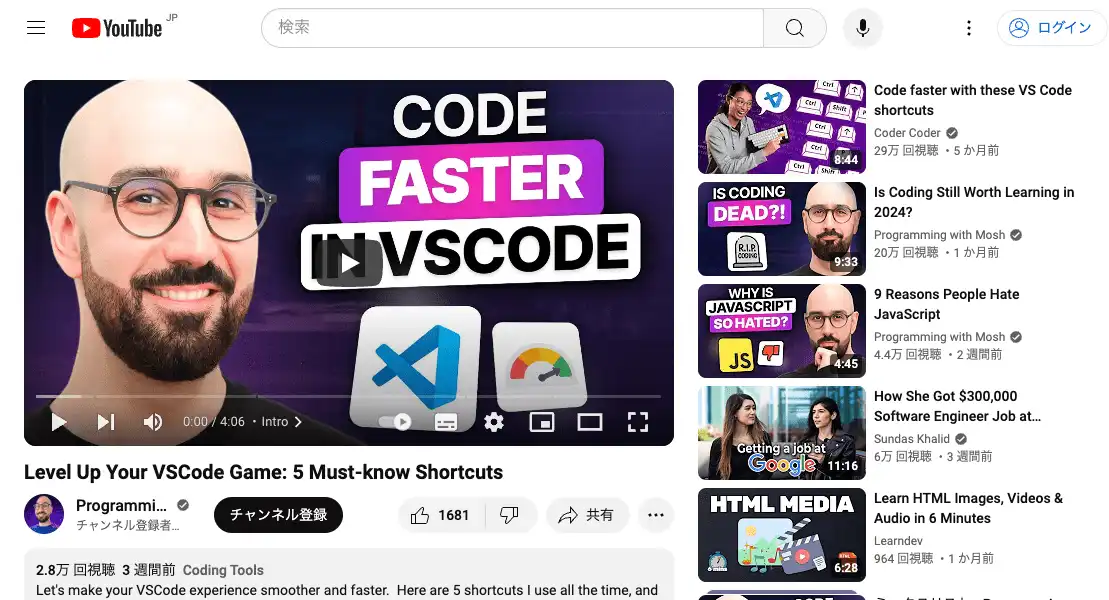 YouTube JP
検索
ログイン
CODE
FASTER
IN VSCODE
0:00 / 4:06 • Intro
Level Up Your VSCode Game: 5 Must-know Shortcuts
Programmi...
チャンネル登録者...
チャンネル登録
1681
共有
2.8万 回視聴 3 週間前 Coding Tools
Let's make your VSCode experience smoother and faster. Here are 5 shortcuts I use all the time, and
Ctrl
Ctrl
Shift
Ctrl
Ctrl
Ctrl
Shift
8:44
Code faster with these VS Code
shortcuts
Coder Coder
29万 回視聴 • 5 か月前
IS CODING
DEAD?!
R.I.P.
CODING
9:33
Is Coding Still Worth Learning in
2024?
Programming with Mosh
20万 回視聴 • 1 か月前
WHY IS
JAVASCRIPT
SO HATED?
JS
4:45
9 Reasons People Hate
JavaScript
Programming with Mosh
4.4万 回視聴 • 2 週間前
Getting a job at
Google
11:16
How She Got $300,000
Software Engineer Job at...
Sundas Khalid
6万 回視聴 • 3 週間前
HTML MEDIA
HTML
6:28
Learn HTML Images, Videos &
Audio in 6 Minutes
Learndev
964 回視聴 • 1 か月前